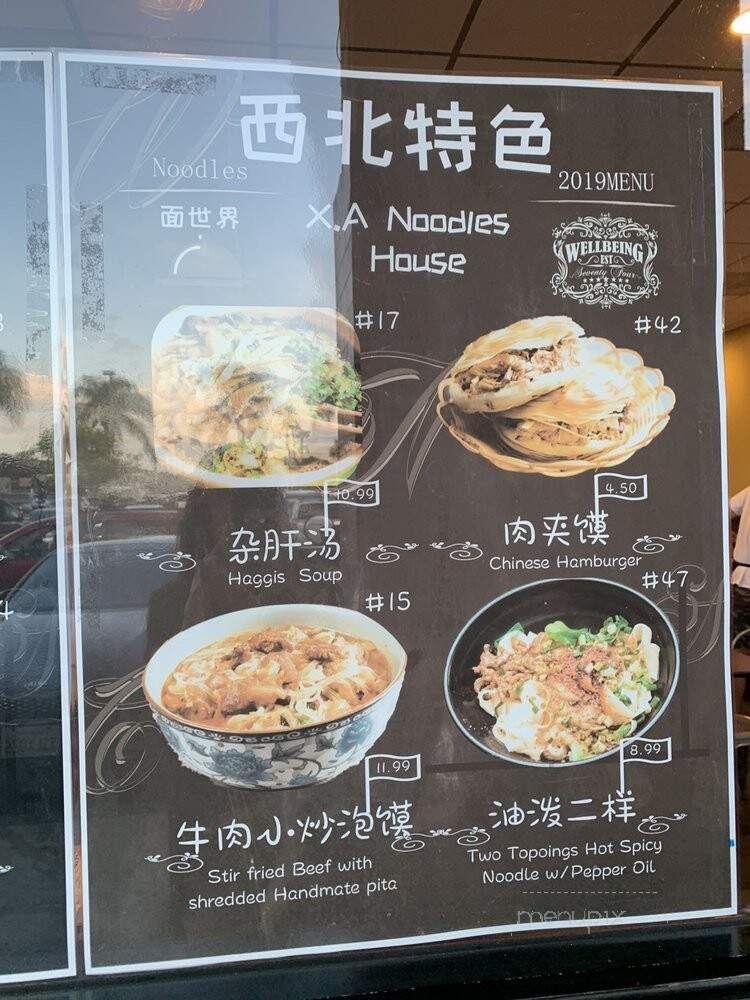 西北特色
Noodles
2019MENU
面世界
X.A Noodles
House
WELLBEING
EST
Seventy Four
#17
#42
10.99
4.50
杂肝汤
肉夹馍
Haggis Soup
Chinese Hamburger
#15
#47
11.99
8.99
牛肉小炒泡馍
油泼二样
Stir fried Beef with
shredded Handmate pita
Two Topoings Hot Spicy
Noodle w/Pepper Oil
menupix